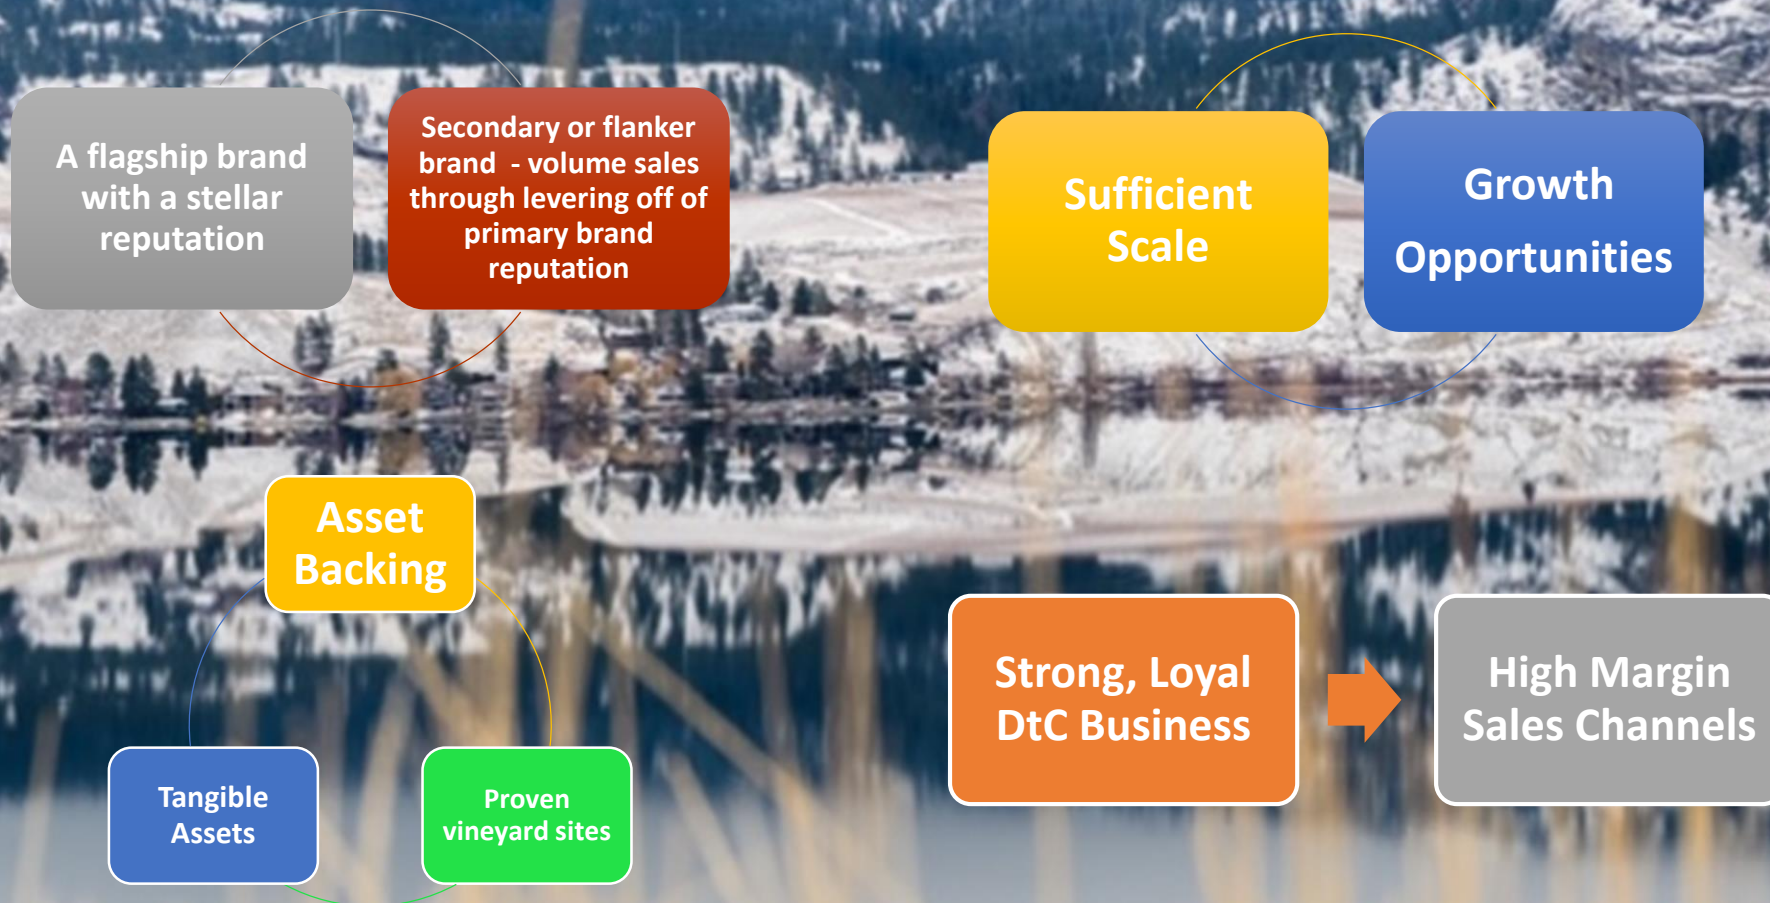 A flagship brand
with a stellar
reputation
Secondary or flanker
brand - volume sales
through levering off of
primary brand
reputation
Sufficient
Scale
Growth
Opportunities
Asset
Backing
Tangible
Assets
Proven
vineyard sites
Strong, Loyal
DtC Business
High Margin
Sales Channels